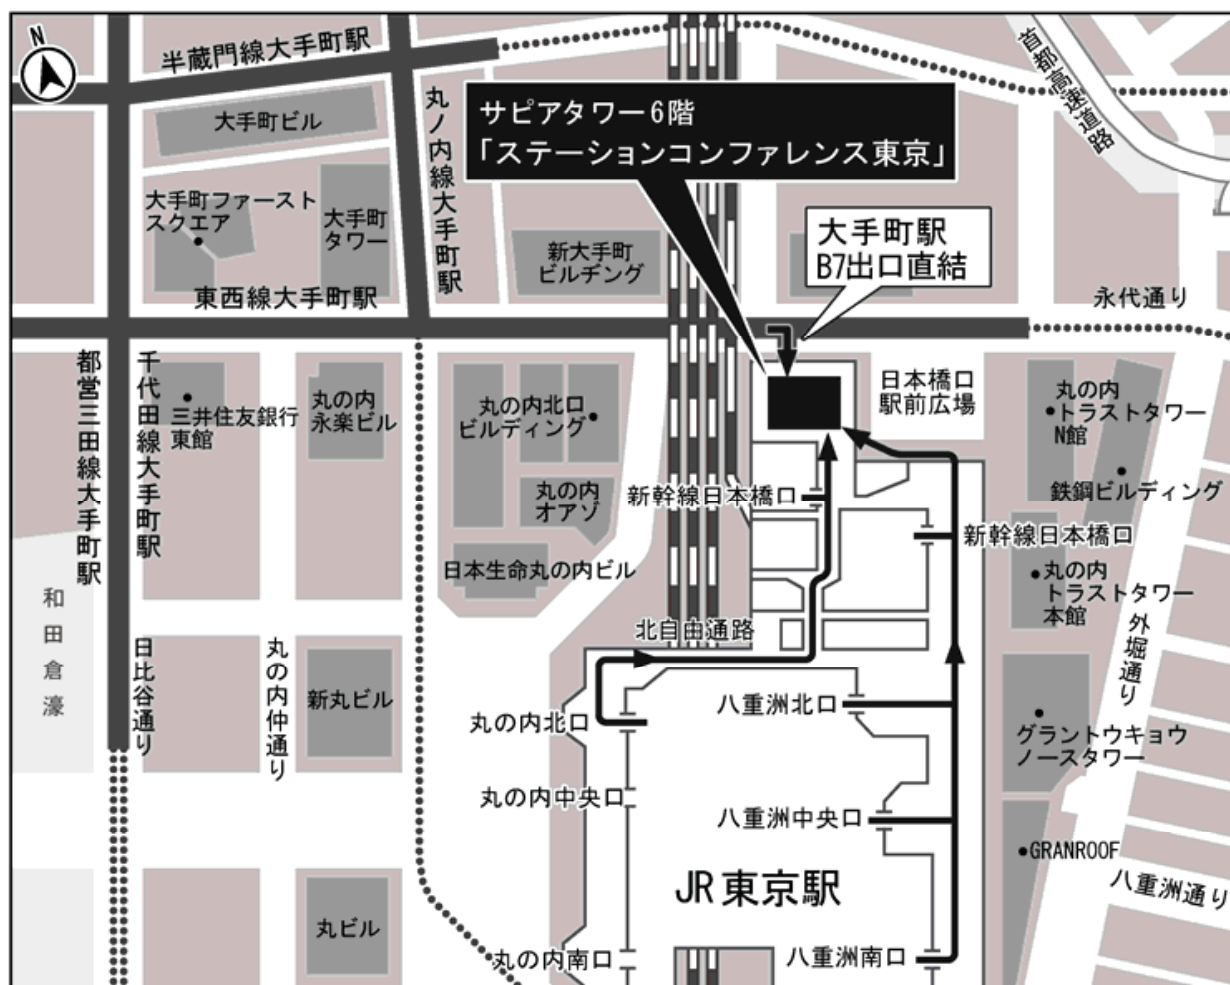 N
半蔵門線大手町駅
首都高速道路
大手町ビル
丸ノ内線大手町駅
サピアタワー6階
「ステーションコンファレンス東京」
大手町ファースト
スクエア
大手町
タワー
新大手町
ビルヂング
大手町駅
B7出口直結
東西線大手町駅
永代通り
都営三田線大手町駅
千代田線大手町駅
三井住友銀行
東館
丸の内
永楽ビル
丸の内北口
ビルディング
日本橋口
駅前広場
丸の内
トラストタワー
N館
鉄鋼ビルディング
丸の内
オアゾ
新幹線日本橋口
新幹線日本橋口
日本生命丸の内ビル
丸の内
トラストタワー
本館
和田倉濠
北自由通路
外堀通り
日比谷通り
丸の内仲通り
新丸ビル
丸の内北口
八重洲北口
グラントウキョウ
ノースタワー
丸の内中央口
八重洲中央口
GRANROOF
JR東京駅
八重洲通り
丸ビル
丸の内南口
八重洲南口